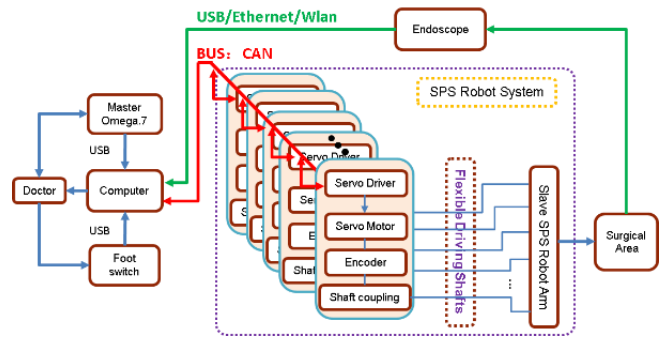 USB/Ethernet/Wlan
Endoscope
BUS: CAN
SPS Robot System
Master
Omega.7
USB
Doctor
Computer
USB
Foot
switch
Servo Driver
Servo Driver
Servo Motor
Encoder
Shaft coupling
Flexible Driving Shafts
...
Slave SPS Robot Arm
Surgical
Area